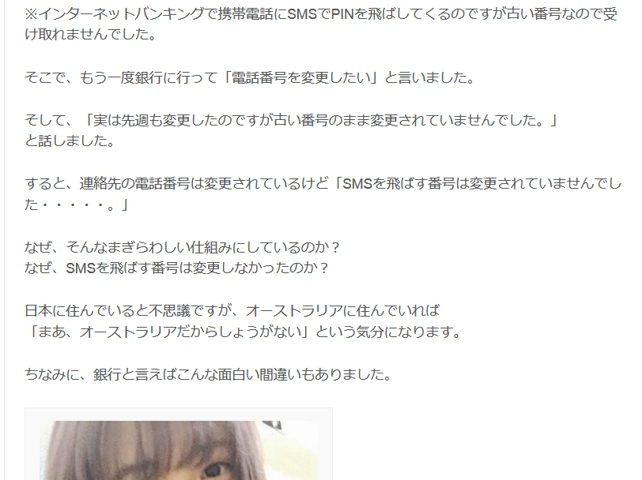 ※インターネットバンキングで携帯電話にSMSでPINを飛ばしてくるのですが古い番号なので受
け取れませんでした。
そこで、もう一度銀行に行って「電話番号を変更したい」と言いました。
そして、「実は先週も変更したのですが古い番号のまま変更されていませんでした。」
と話しました。
すると、連絡先の電話番号は変更されているけど「SMSを飛ばす番号は変更されていませんでし
た・・・・・。」
なぜ、そんなまぎらわしい仕組みにしているのか？
なぜ、SMSを飛ばす番号は変更しなかったのか？
日本に住んでいると不思議ですが、オーストラリアに住んでいれば
「まあ、オーストラリアだからしょうがない」という気分になります。
ちなみに、銀行と言えばこんな面白い間違いもありました。